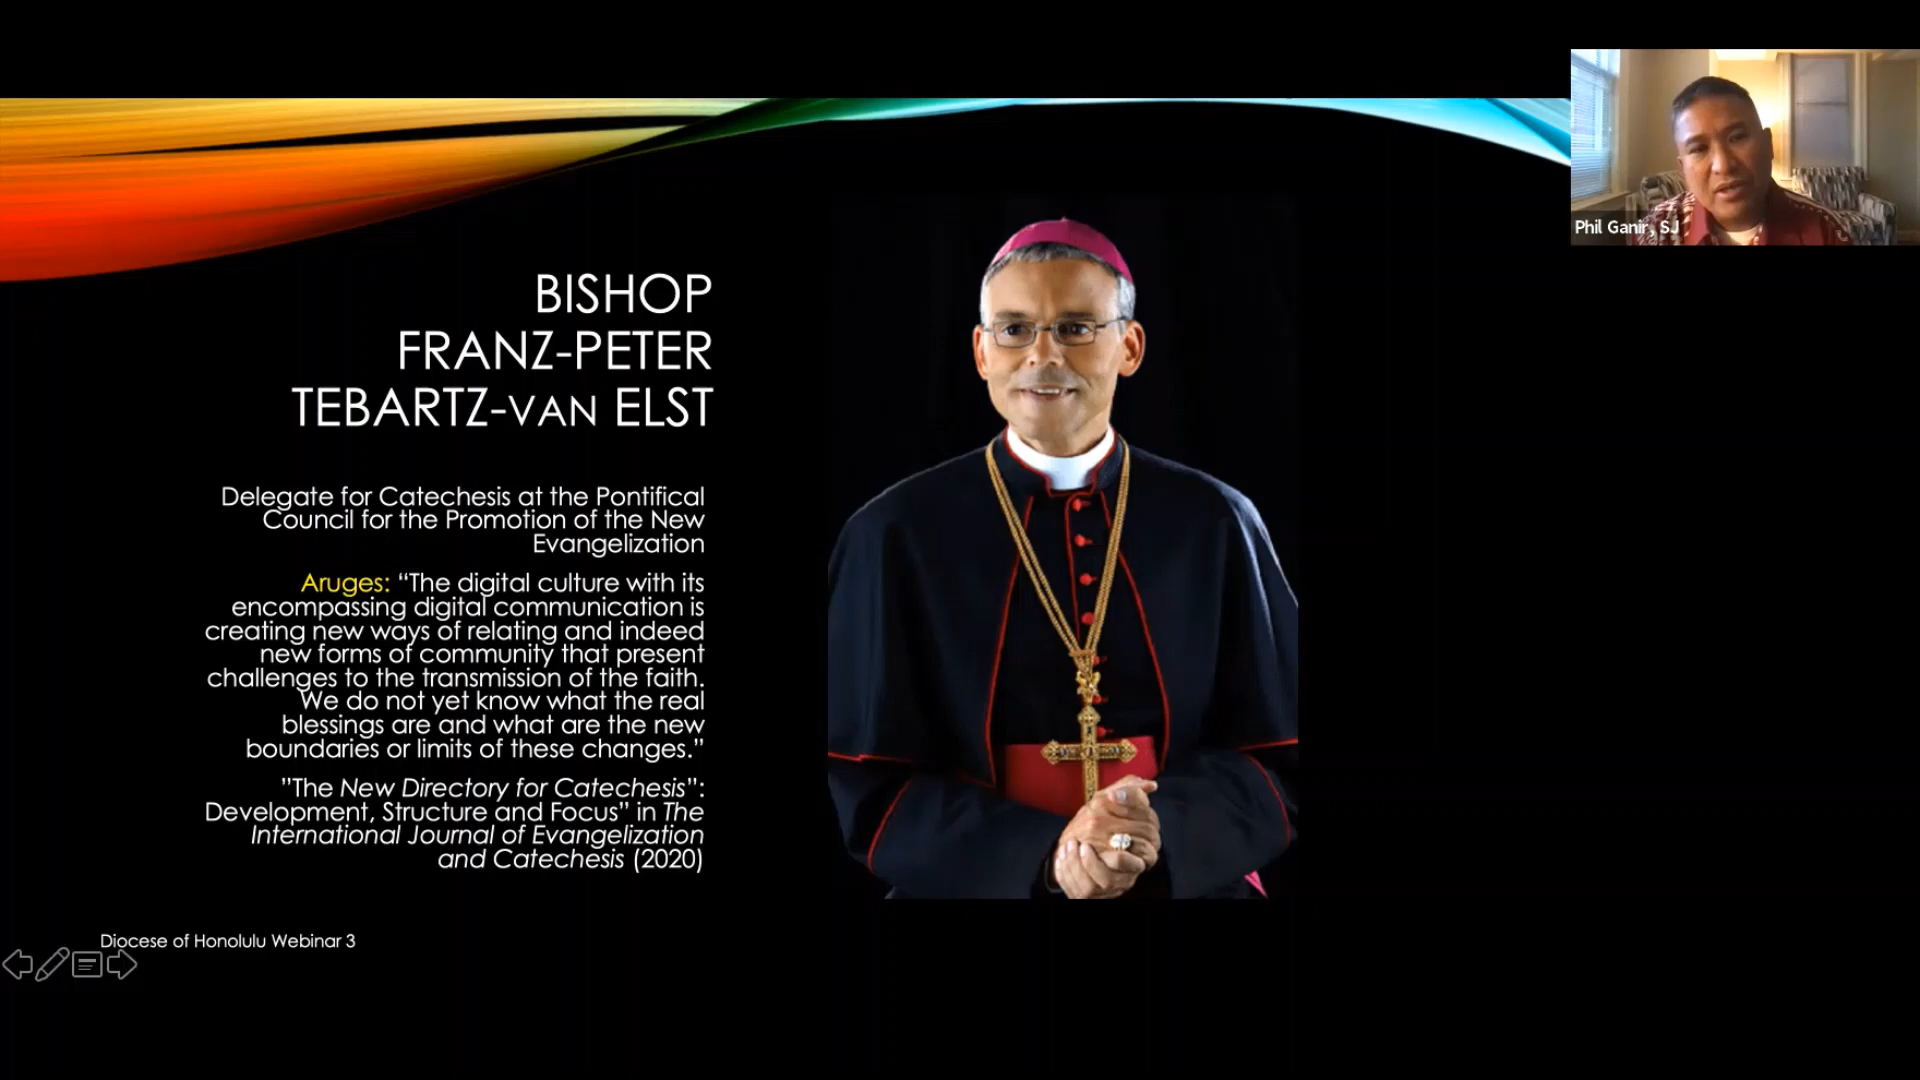 Phil Ganir, SJ
BISHOP
FRANZ-PETER
TEBARTZ-VAN ELST
Delegate for Catechesis at the Pontifical
Council for the Promotion of the New
Evangelization
Aruges: “The digital culture with its
encompassing digital communication is
creating new ways of relating and indeed
new forms of community that present
challenges to the transmission of the faith.
We do not yet know what the real
blessings are and what are the new
boundaries or limits of these changes.”
”The New Directory for Catechesis”:
Development, Structure and Focus” in The
International Journal of Evangelization
and Catechesis (2020)
Diocese of Honolulu Webinar 3